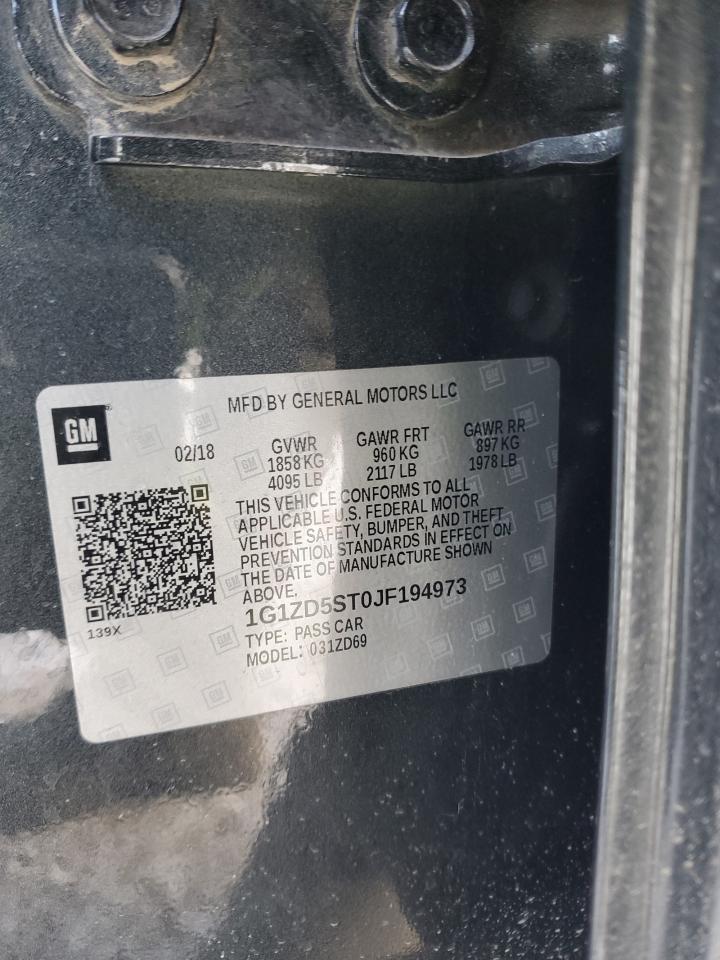 MFD BY GENERAL MOTORS LLC
GM
02/18
GVWR
1858 KG
4095 LB
GAWR FRT
960 KG
2117 LB
GAWR RR
897 KG
1978 LB
THIS VEHICLE CONFORMS TO ALL
APPLICABLE U.S. FEDERAL MOTOR
VEHICLE SAFETY, BUMPER, AND THEFT
PREVENTION STANDARDS IN EFFECT ON
THE DATE OF MANUFACTURE SHOWN
ABOVE.
1G1ZD5ST0JF194973
TYPE: PASS CAR
MODEL: 031ZD69
139X